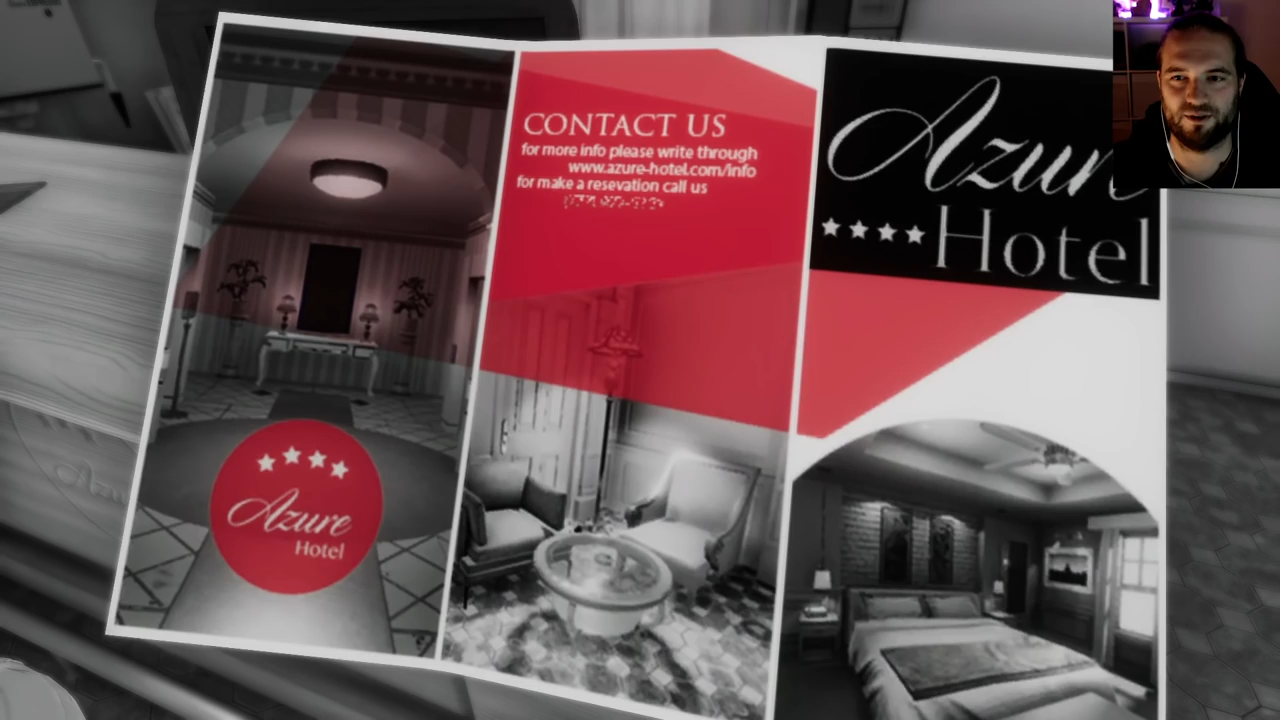 Azure
Hotel
CONTACT US
for more info please write through
www.azure-hotel.com/info
for make a resevation call us
Azure
Hotel